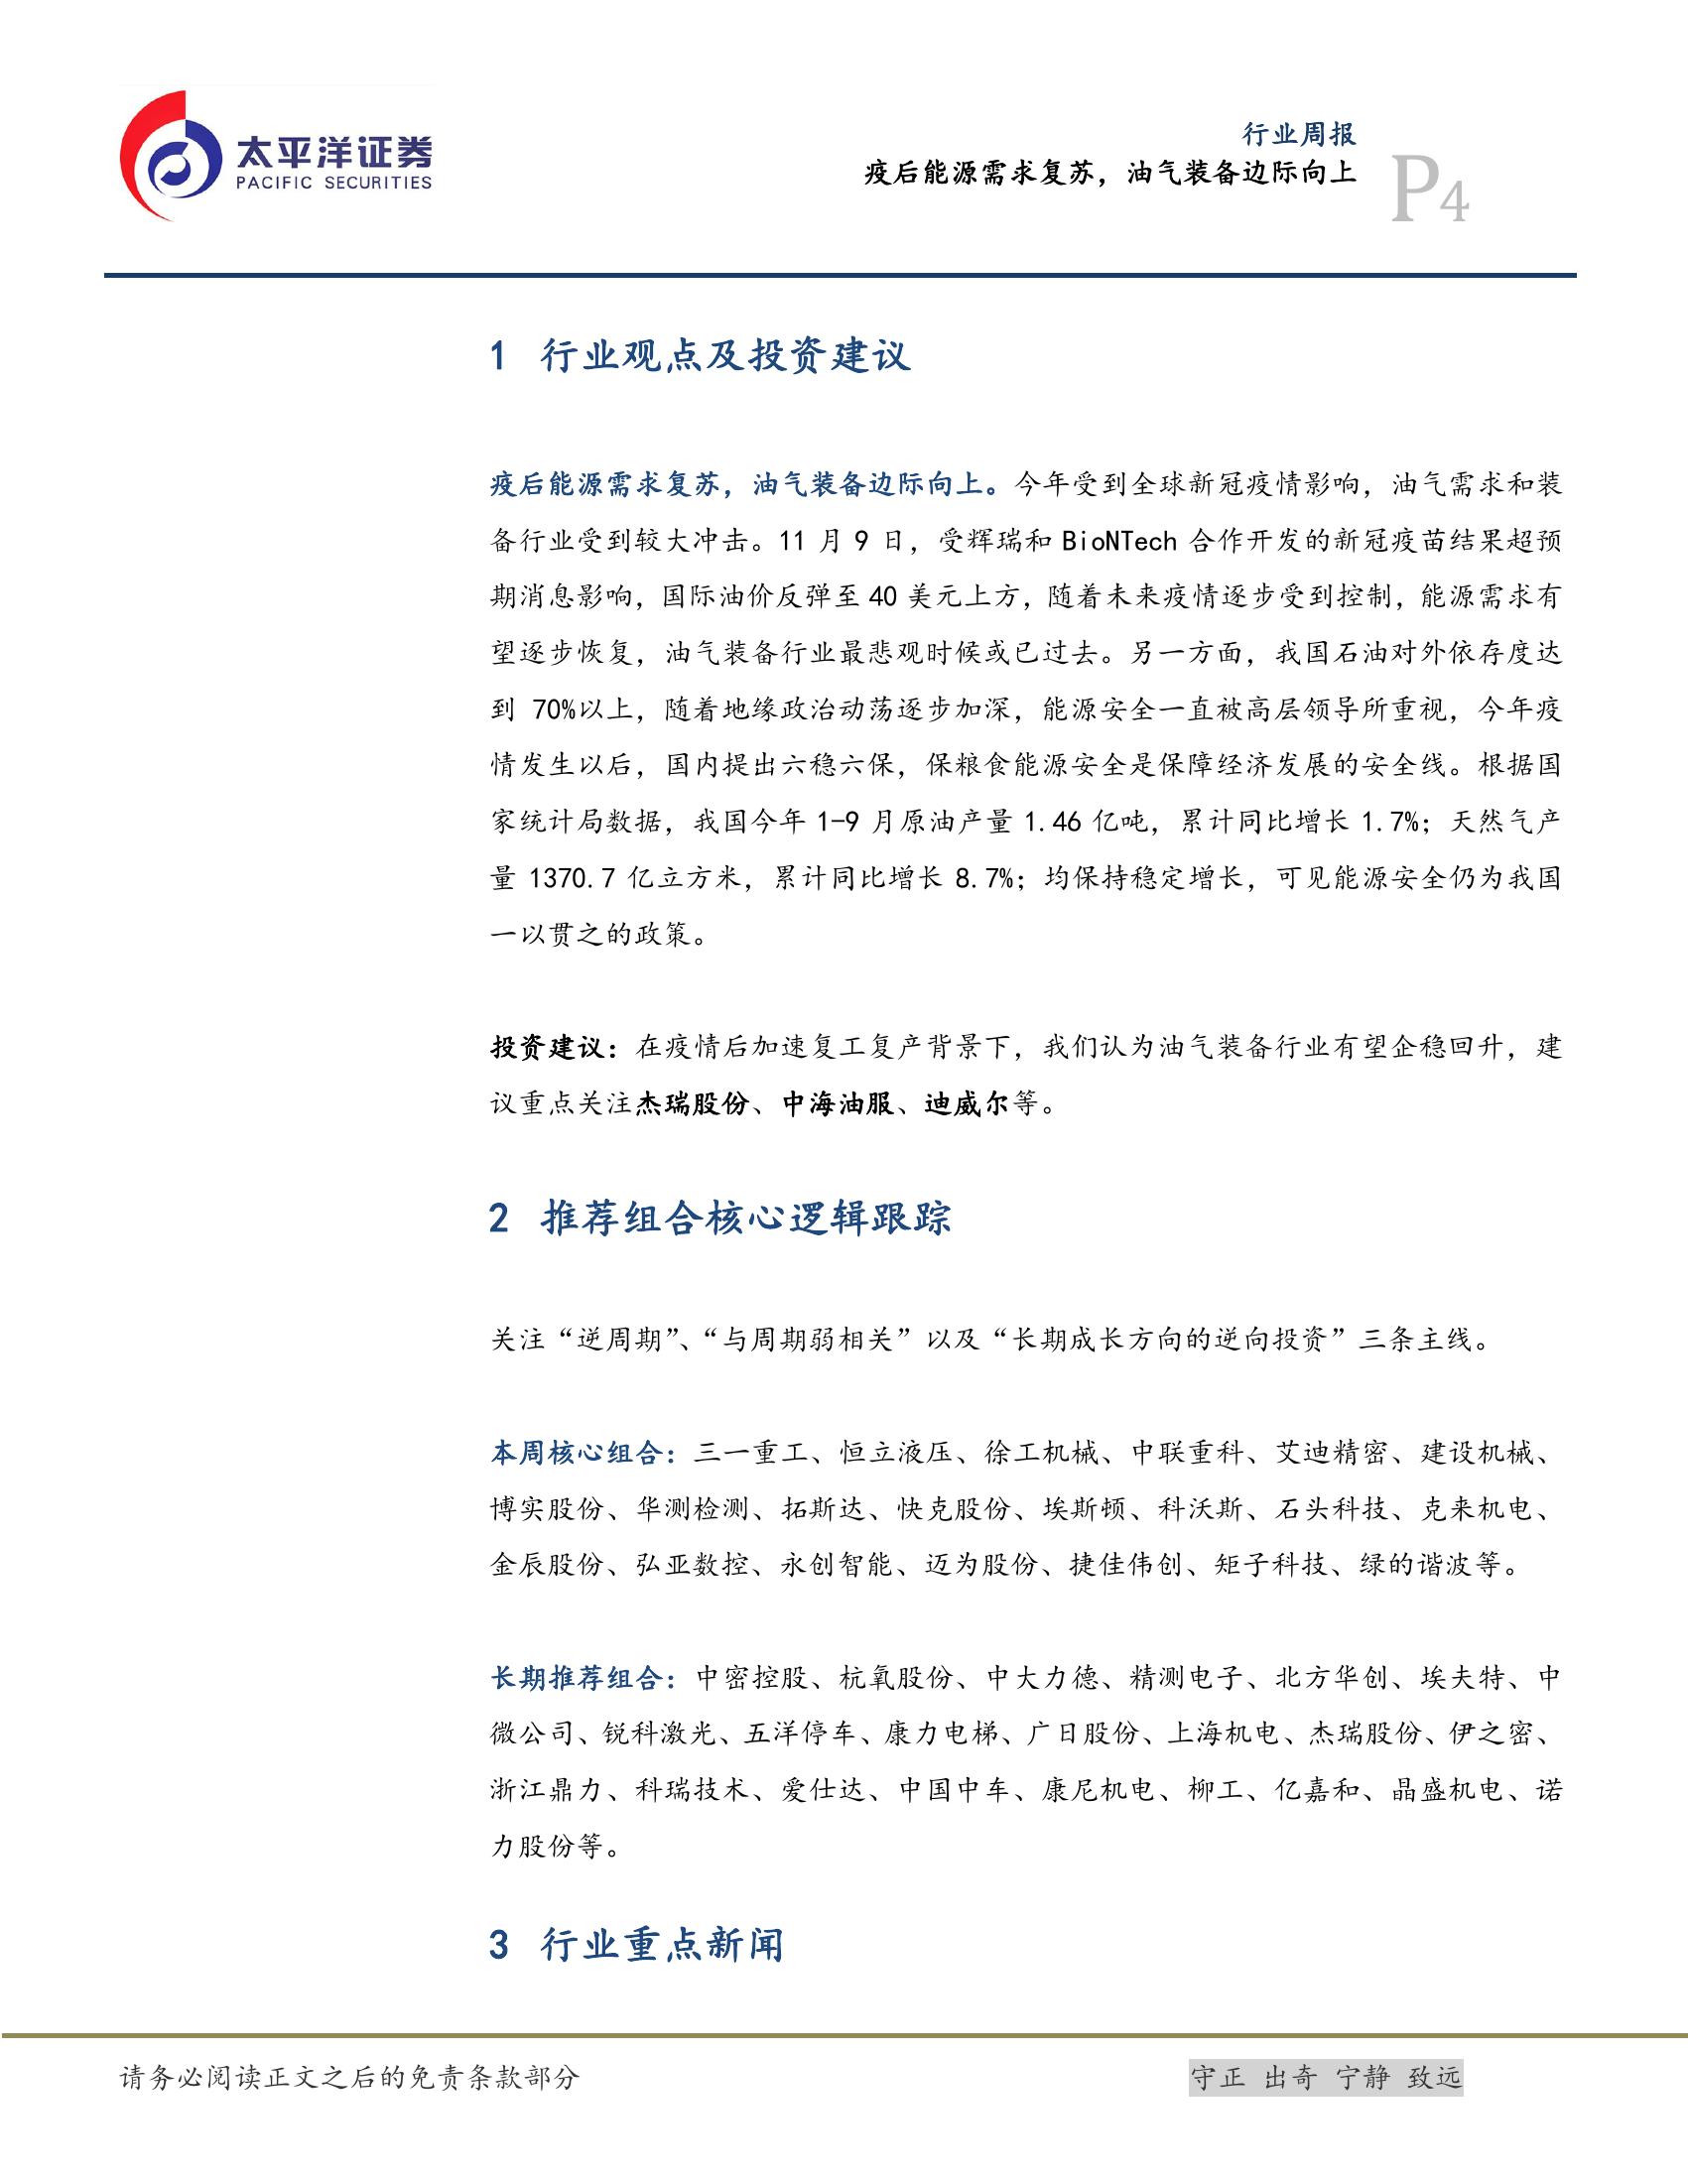 太平洋证券
PACIFIC SECURITIES
行业周报
疫后能源需求复苏，油气装备边际向上
P4
1 行业观点及投资建议
疫后能源需求复苏，油气装备边际向上。今年受到全球新冠疫情影响，油气需求和装
备行业受到较大冲击。11 月 9 日，受辉瑞和 BioNTech 合作开发的新冠疫苗结果超预
期消息影响，国际油价反弹至 40 美元上方，随着未来疫情逐步受到控制，能源需求有
望逐步恢复，油气装备行业最悲观时候或已过去。另一方面，我国石油对外依存度达
到 70%以上，随着地缘政治动荡逐步加深，能源安全一直被高层领导所重视，今年疫
情发生以后，国内提出六稳六保，保粮食能源安全是保障经济发展的安全线。根据国
家统计局数据，我国今年 1-9 月原油产量 1.46 亿吨，累计同比增长 1.7%；天然气产
量 1370.7 亿立方米，累计同比增长 8.7%；均保持稳定增长，可见能源安全仍为我国
一以贯之的政策。
投资建议：在疫情后加速复工复产背景下，我们认为油气装备行业有望企稳回升，建
议重点关注杰瑞股份、中海油服、迪威尔等。
2 推荐组合核心逻辑跟踪
关注“逆周期”、“与周期弱相关”以及“长期成长方向的逆向投资”三条主线。
本周核心组合：三一重工、恒立液压、徐工机械、中联重科、艾迪精密、建设机械、
博实股份、华测检测、拓斯达、快克股份、埃斯顿、科沃斯、石头科技、克来机电、
金辰股份、弘亚数控、永创智能、迈为股份、捷佳伟创、矩子科技、绿的谐波等。
长期推荐组合：中密控股、杭氧股份、中大力德、精测电子、北方华创、埃夫特、中
微公司、锐科激光、五洋停车、康力电梯、广日股份、上海机电、杰瑞股份、伊之密、
浙江鼎力、科瑞技术、爱仕达、中国中车、康尼机电、柳工、亿嘉和、晶盛机电、诺
力股份等。
3 行业重点新闻
请务必阅读正文之后的免责条款部分
守正 出奇 宁静 致远